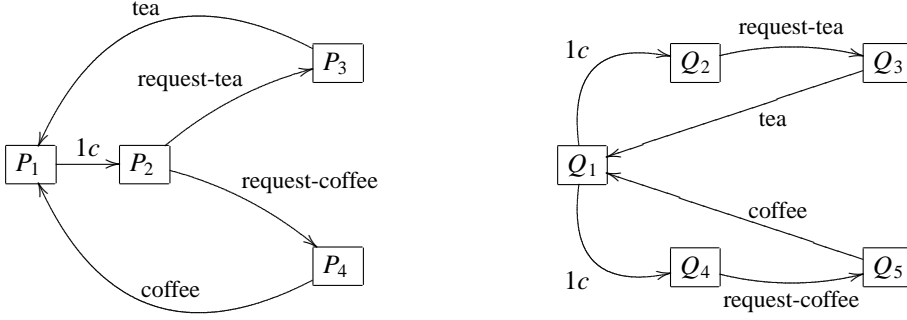 tea
P3
request-tea
1c
P1
P2
request-coffee
P4
coffee
request-tea
1c
Q2
Q3
tea
Q1
coffee
Q4
Q5
1c
request-coffee